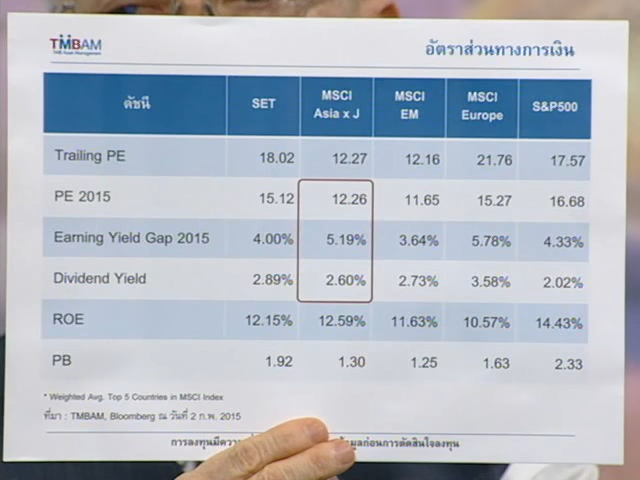 TMBAM
TMB Asset Management
อัตราส่วนทางการเงิน
ดัชนี SET MSCI Asia x J MSCI EM MSCI Europe S&P500
Trailing PE 18.02 12.27 12.16 21.76 17.57
PE 2015 15.12 12.26 11.65 15.27 16.68
Earning Yield Gap 2015 4.00% 5.19% 3.64% 5.78% 4.33%
Dividend Yield 2.89% 2.60% 2.73% 3.58% 2.02%
ROE 12.15% 12.59% 11.63% 10.57% 14.43%
PB 1.92 1.30 1.25 1.63 2.33
* Weighted Avg. Top 5 Countries in MSCI Index
ที่มา : TMBAM, Bloomberg ณ วันที่ 2 ก.พ. 2015
การลงทุนมีความ ข้อมูลก่อนการตัดสินใจลงทุน